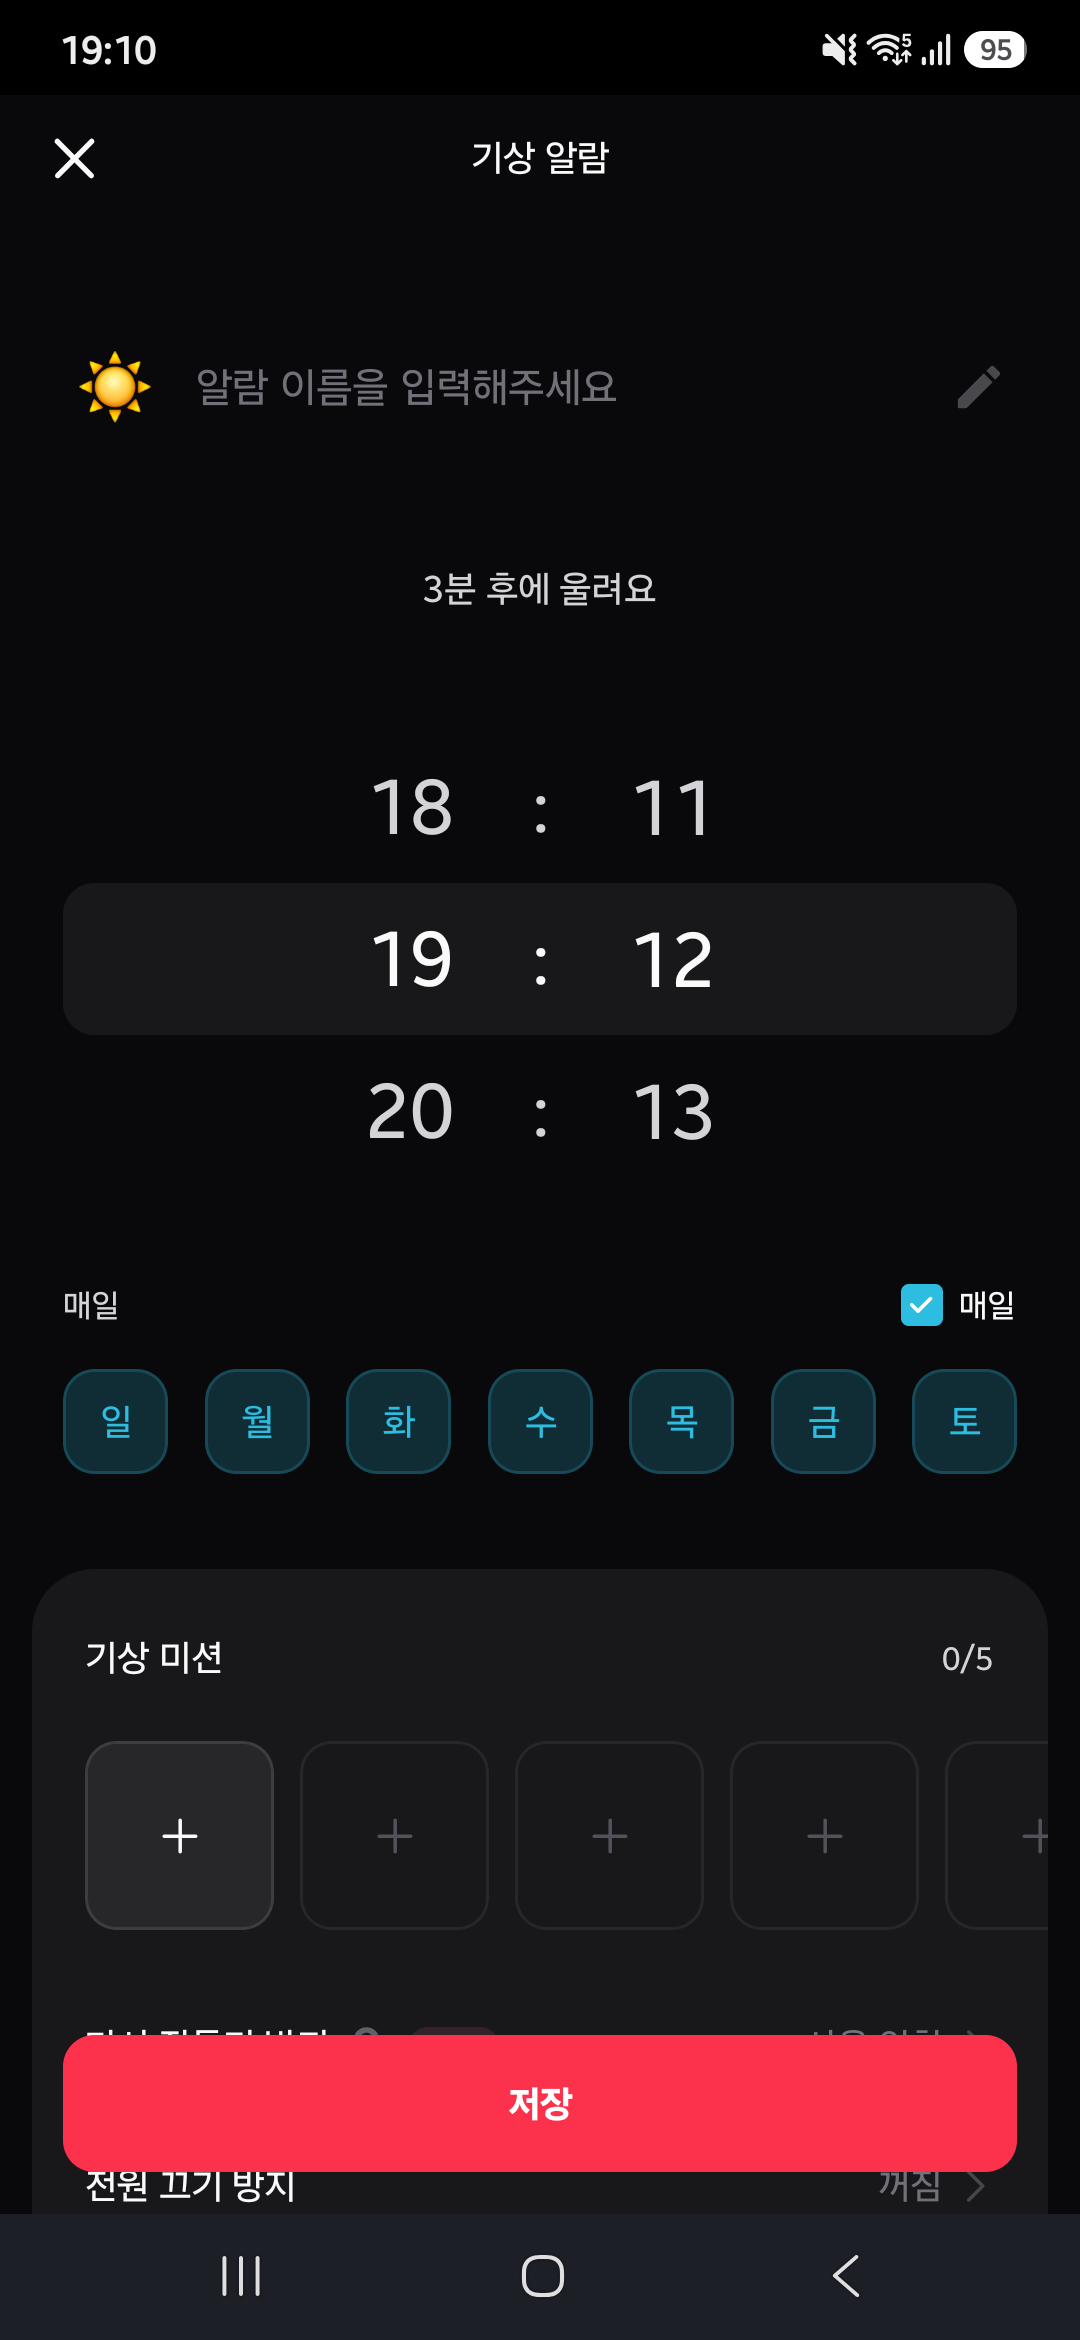 19:10
5
95
기상 알람
알람 이름을 입력해주세요
3분 후에 울려요
18 : 11
19 : 12
20 : 13
매일 매일
일 월 화 수 목 금 토
기상 미션 0/5
저장
전원 끄기 방지 꺼짐